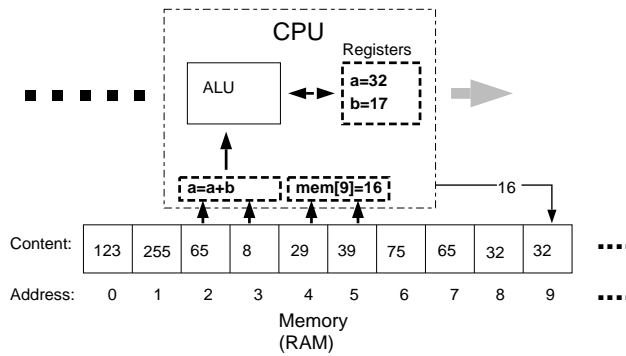 CPU
Registers
ALU
a=32
b=17
a=a+b
mem[9]=16
16
Content:
123 255 65 8 29 39 75 65 32 32
Address:
0 1 2 3 4 5 6 7 8 9
Memory
(RAM)